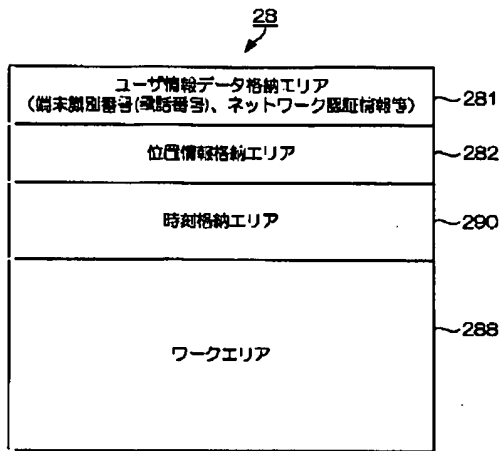 28
ユーザ情報データ格納エリア
(端末識別番号(電話番号)、ネットワーク認証情報等)
281
位置情報格納エリア
282
時刻格納エリア
290
ワークエリア
288